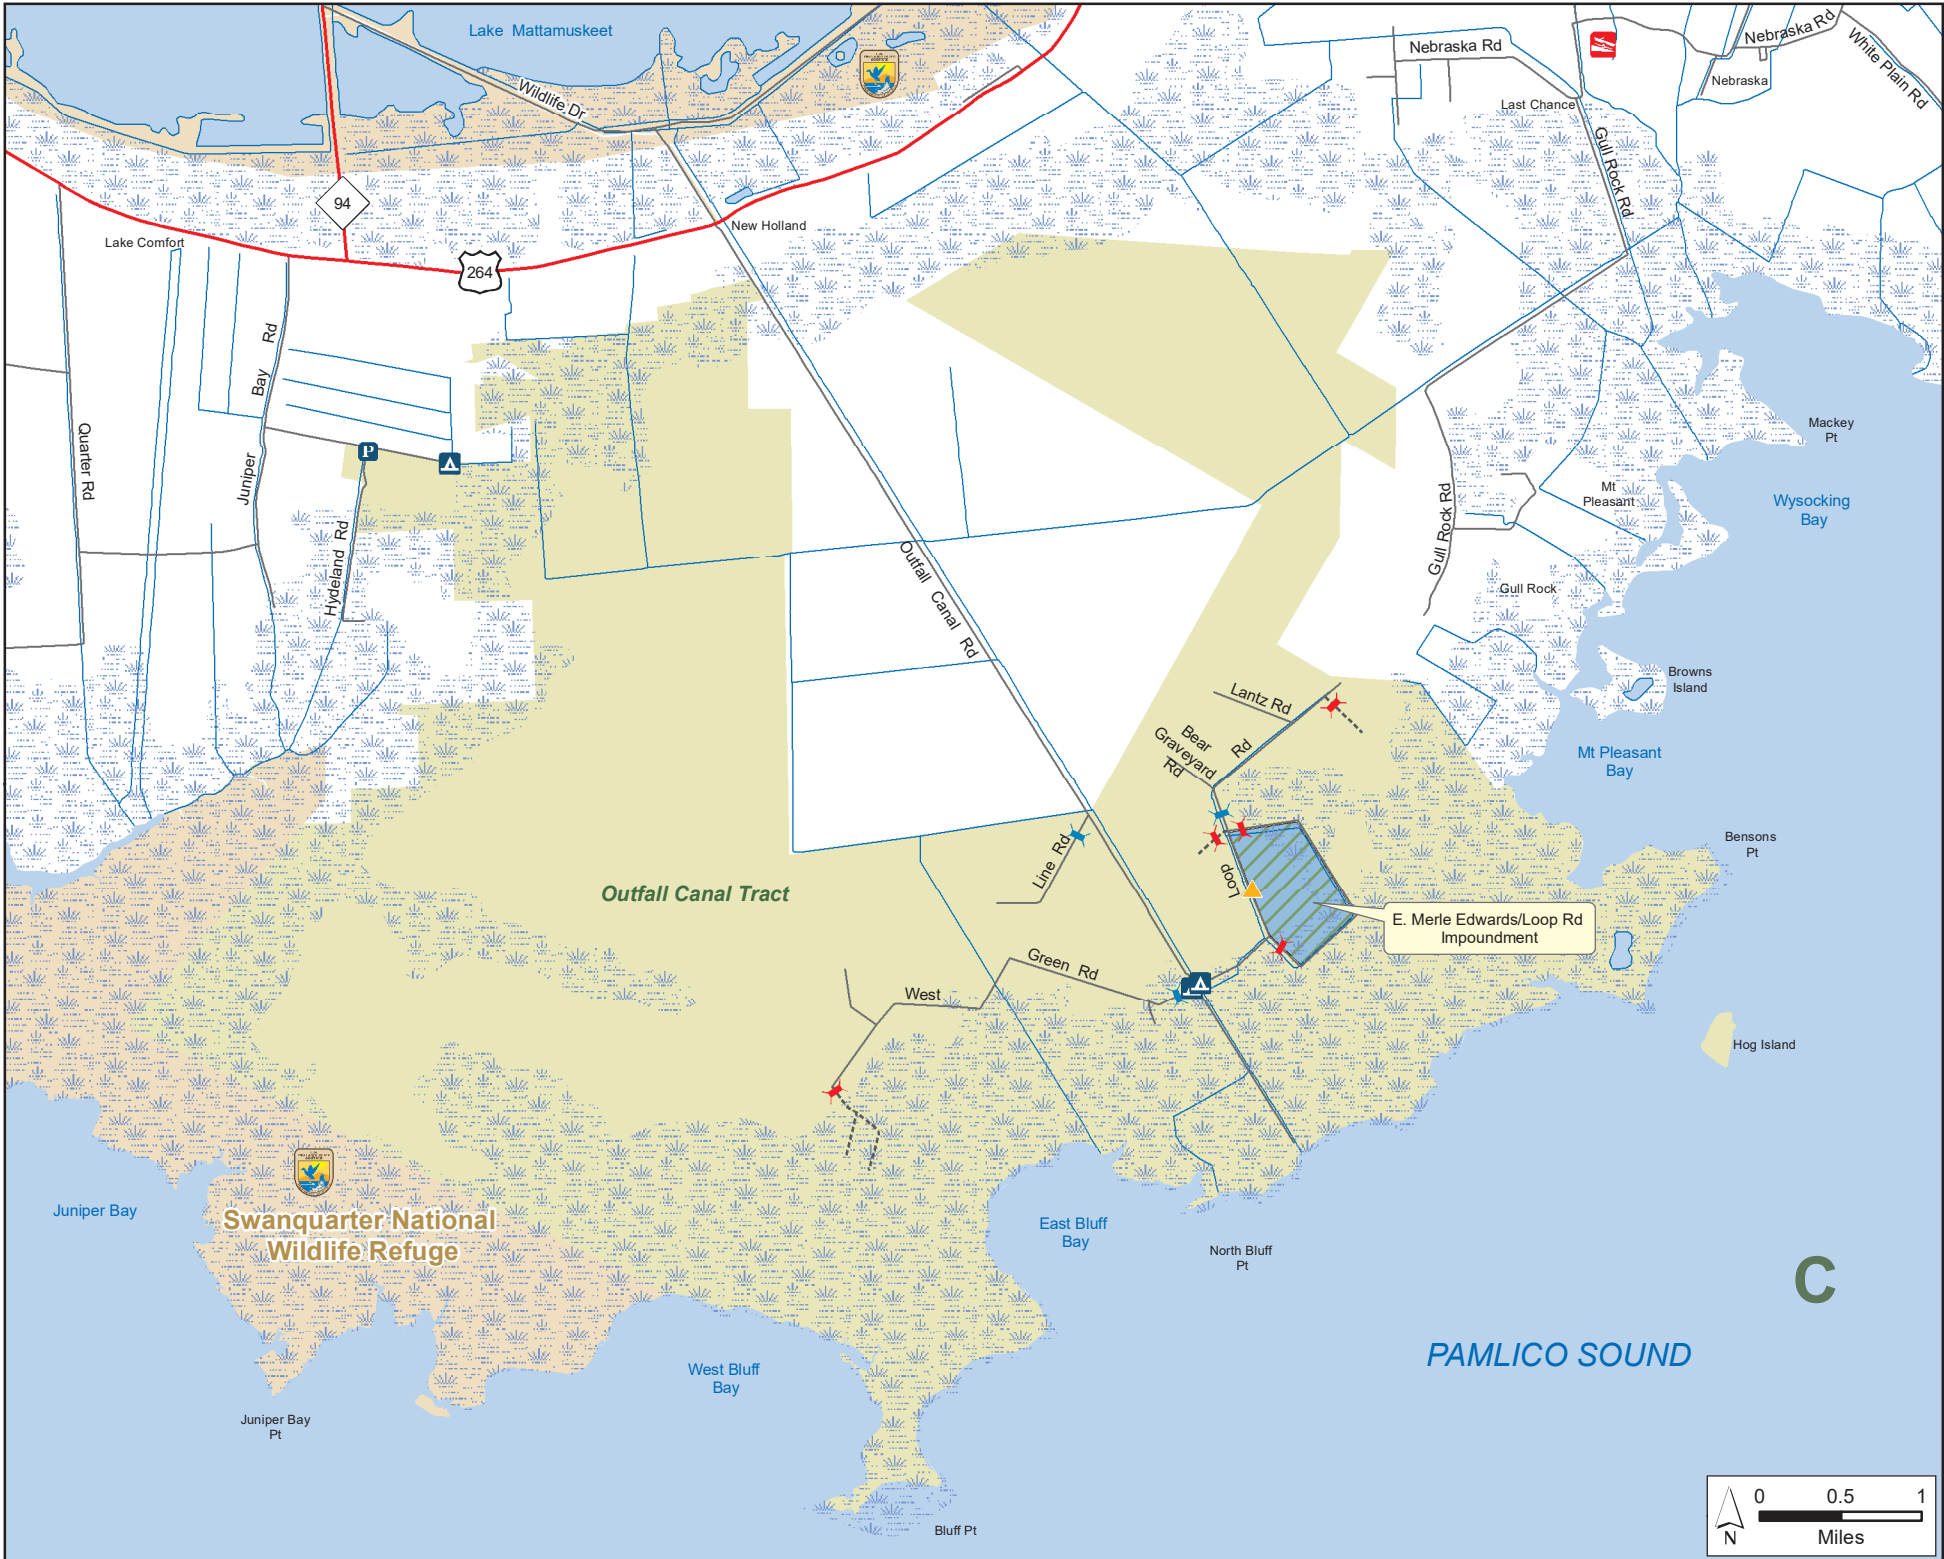 Lake Mattamuskeet
Wildlife Dr
Nebraska Rd
Nebraska Rd
White Plain Rd
Nebraska
Last Chance
Gull Rock Rd
94
New Holland
Lake Comfort
264
Juniper Bay Rd
Quarter Rd
P
Hydeland Rd
Mackey
Pt
Mt
Pleasant
Wysocking
Bay
Gull Rock Rd
Outfall Canal Rd
Gull Rock
Browns
Island
Lantz Rd
Bear
Graveyard
Rd
Loop Rd
Mt Pleasant
Bay
Bensons
Pt
Line Rd
Outfall Canal Tract
E. Merle Edwards/Loop Rd
Impoundment
West Green Rd
Hog Island
Juniper Bay
Swanquarter National
Wildlife Refuge
East Bluff
Bay
North Bluff
Pt
C
PAMLICO SOUND
West Bluff
Bay
Juniper Bay
Pt
Bluff Pt
N
0 0.5 1
Miles